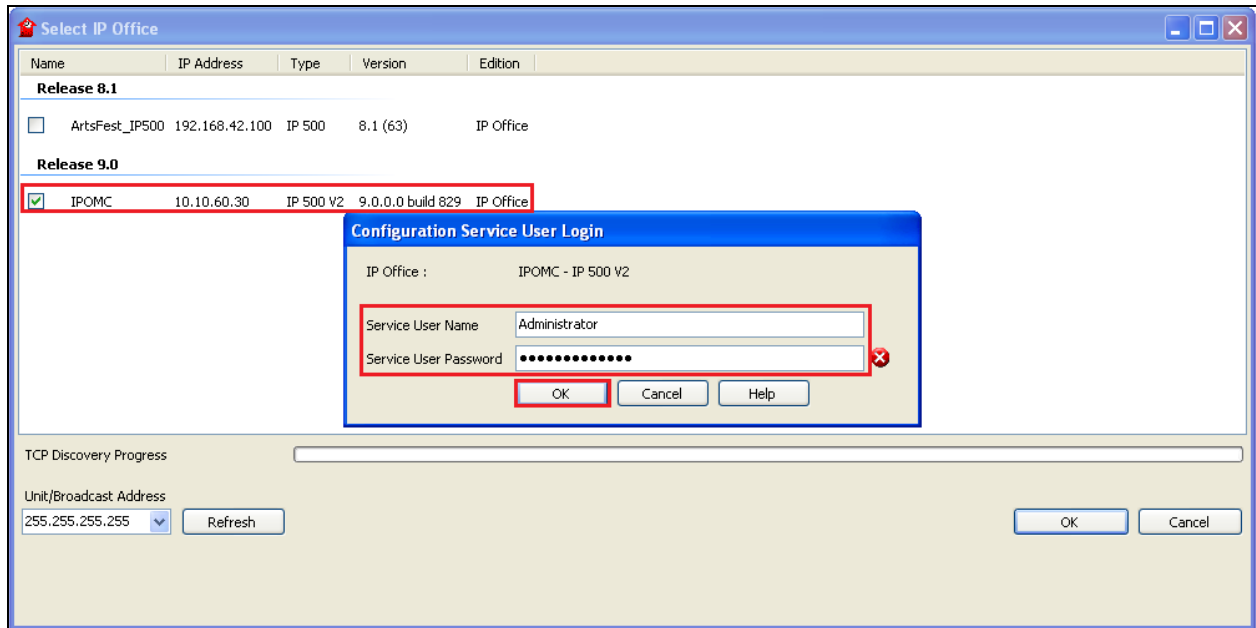 Select IP Office
Name IP Address Type Version Edition
Release 8.1
ArtsFest_IP500 192.168.42.100 IP 500 8.1 (63) IP Office
Release 9.0
IPOMC 10.10.60.30 IP 500 V2 9.0.0.0 build 829 IP Office
Configuration Service User Login
IP Office : IPOMC - IP 500 V2
Service User Name Administrator
Service User Password ●●●●●●●●●●●●●
OK Cancel Help
TCP Discovery Progress
Unit/Broadcast Address
255.255.255.255 Refresh OK Cancel